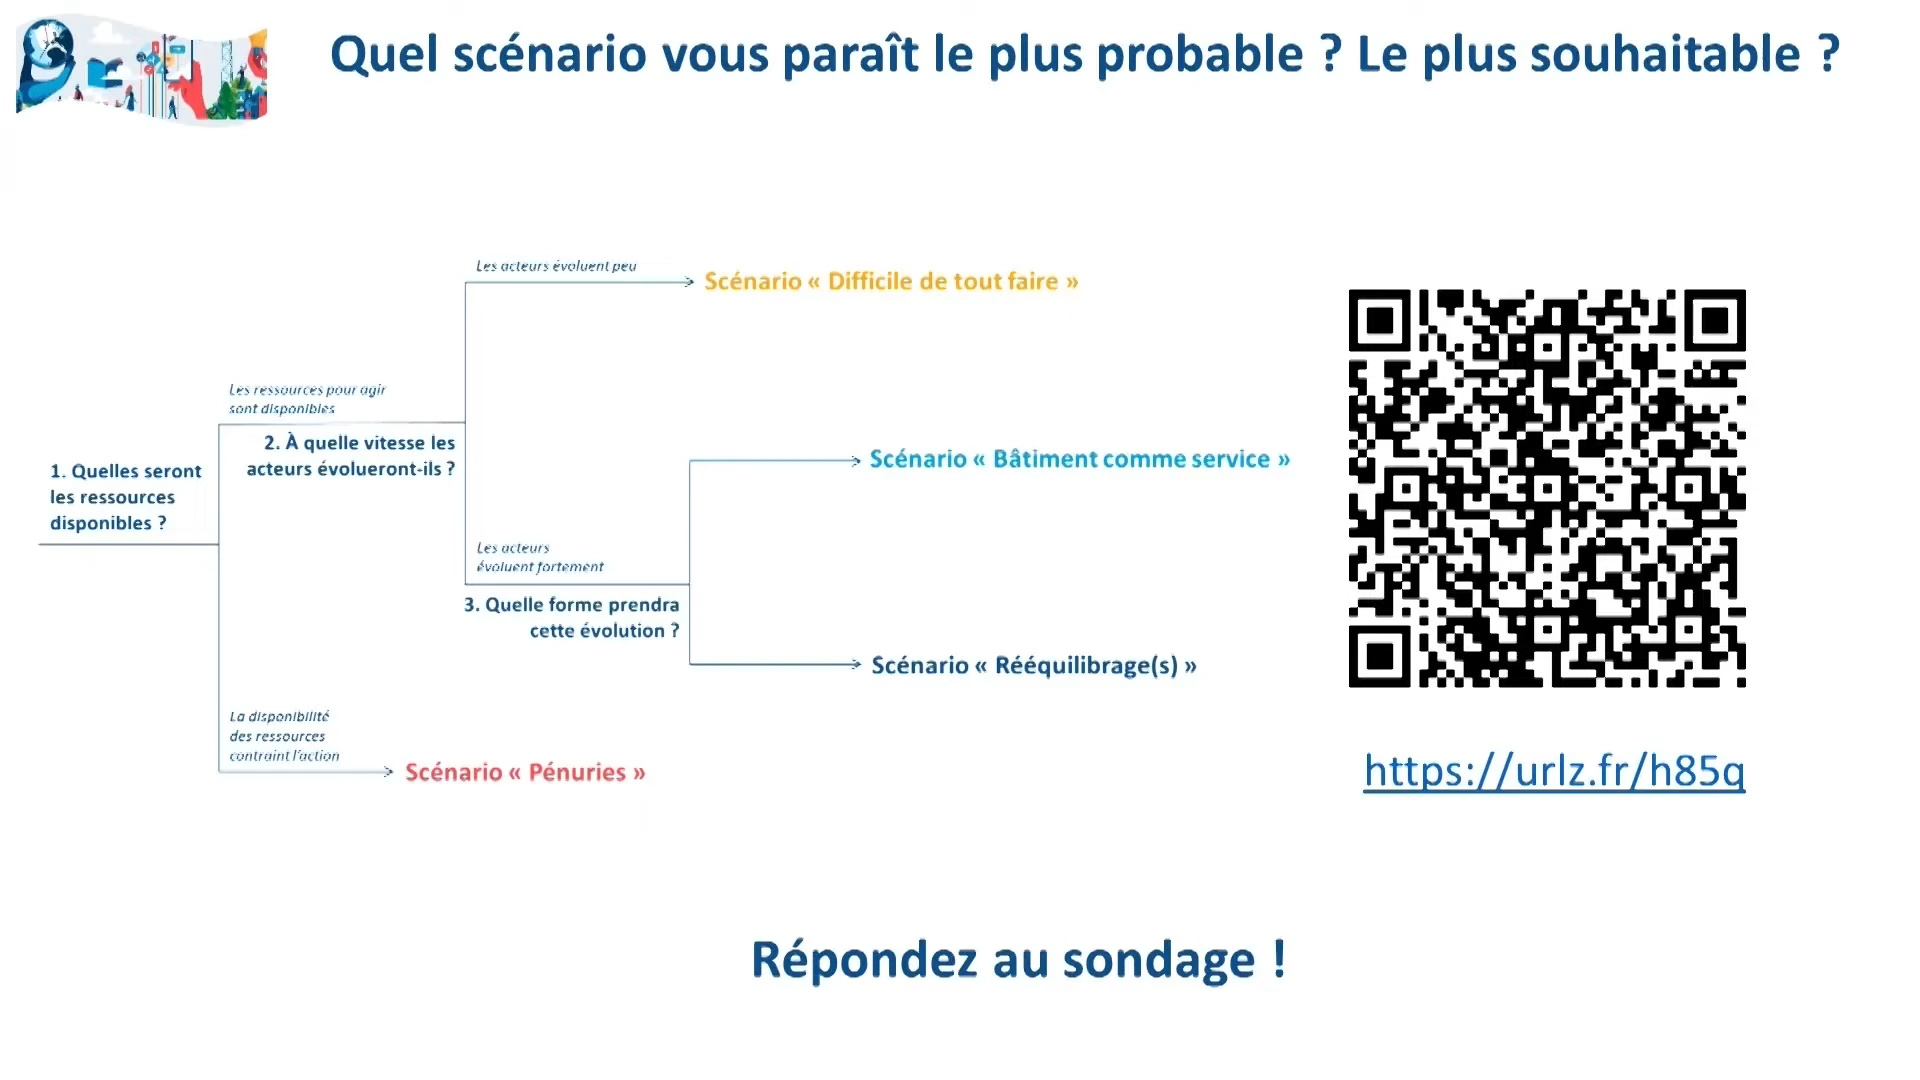 Quel scénario vous paraît le plus probable ? Le plus souhaitable ?
Les acteurs évoluent peu
Scénario « Difficile de tout faire »
Les ressources pour agir
sont disponibles
2. À quelle vitesse les
acteurs évolueront-ils ?
1. Quelles seront
les ressources
disponibles ?
Scénario « Bâtiment comme service »
Les acteurs
évoluent fortement
3. Quelle forme prendra
cette évolution ?
Scénario « Rééquilibrage(s) »
La disponibilité
des ressources
contraint l'action
Scénario « Pénuries »
https://urlz.fr/h85q
Répondez au sondage !